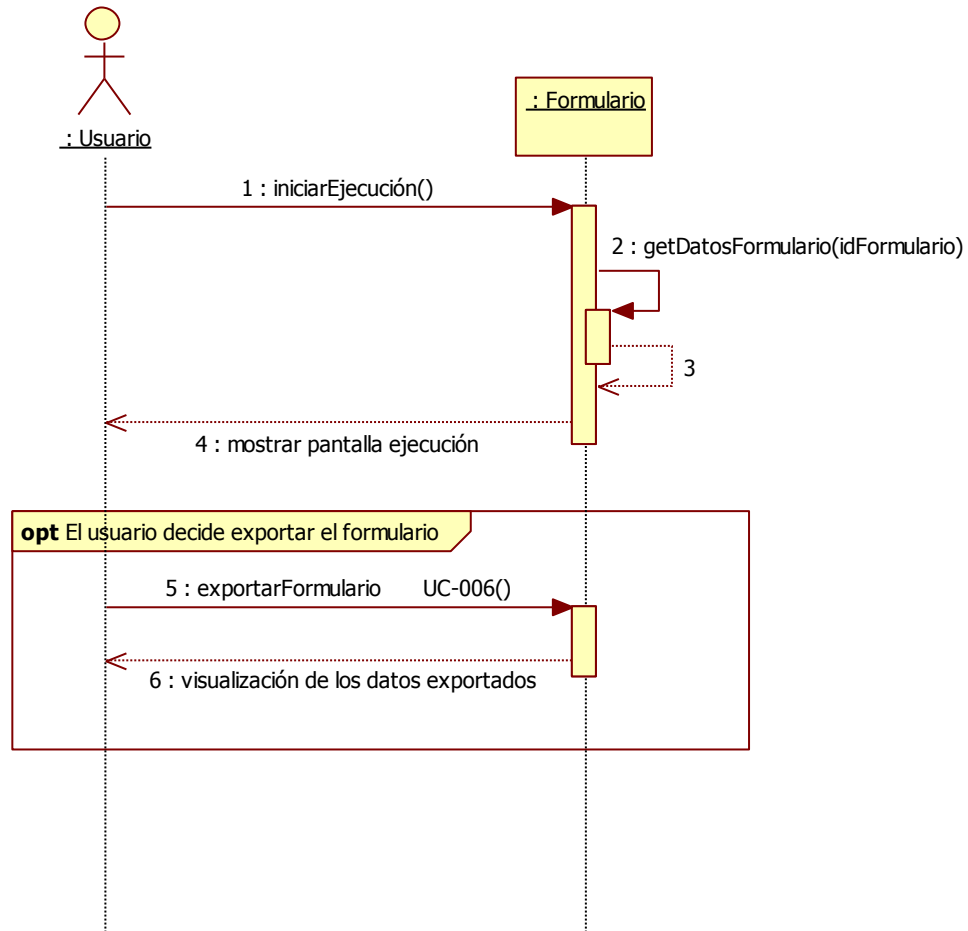 : Usuario
: Formulario
1 : iniciarEjecución()
2 : getDatosFormulario(idFormulario)
3
4 : mostrar pantalla ejecución
opt El usuario decide exportar el formulario
5 : exportarFormulario UC-006()
6 : visualización de los datos exportados